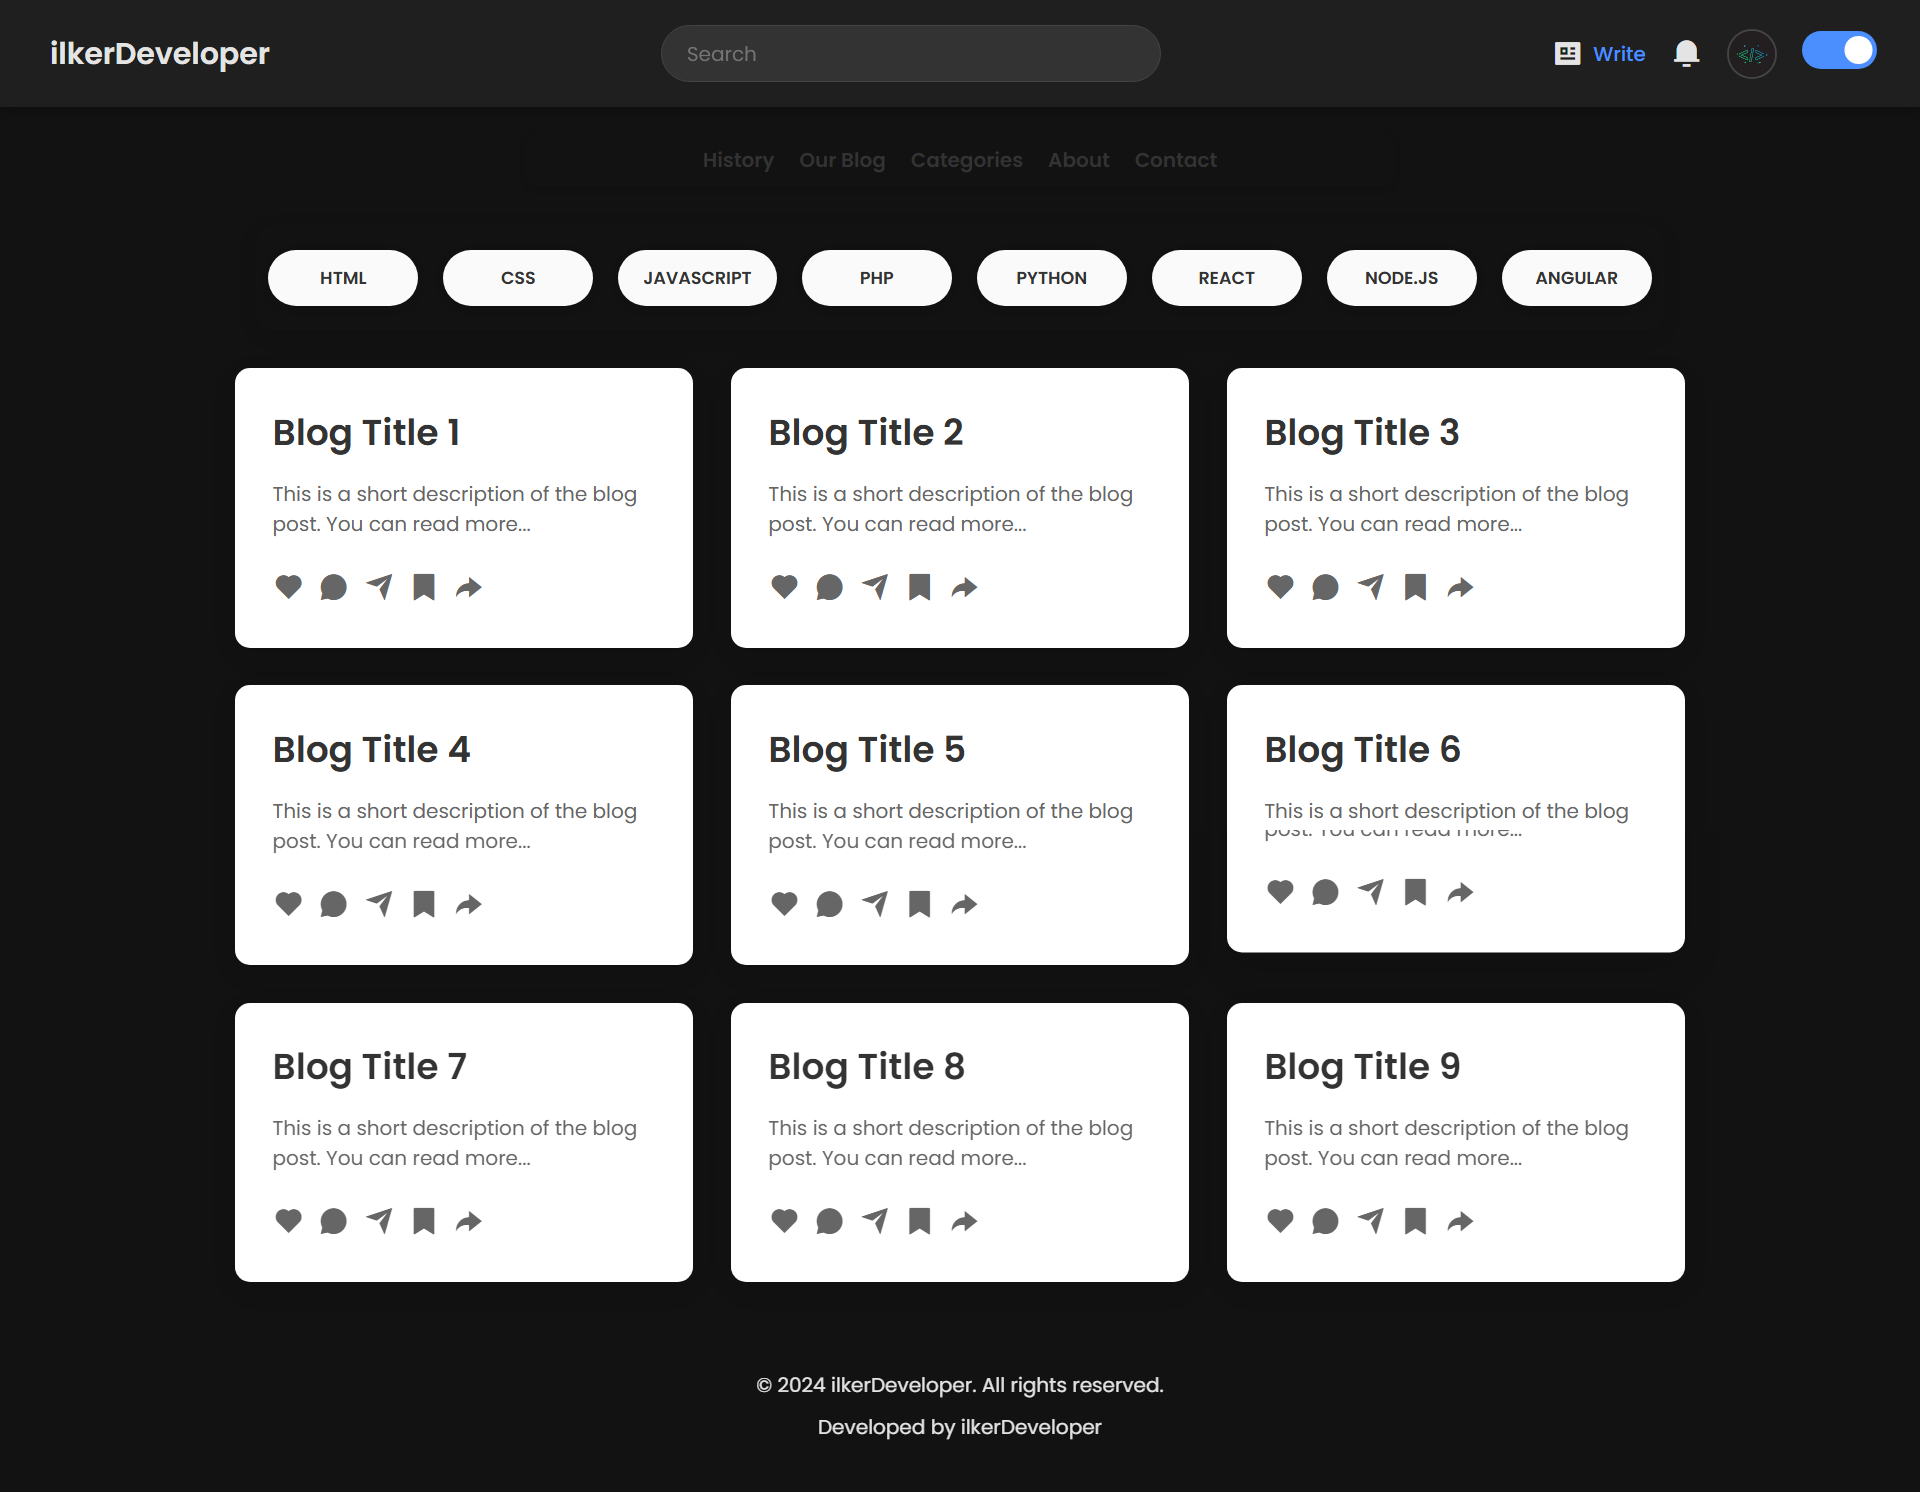 ilkerDeveloper
Search
Write
History Our Blog Categories About Contact
HTML CSS JAVASCRIPT PHP PYTHON REACT NODE.JS ANGULAR
Blog Title 1
This is a short description of the blog
post. You can read more...
Blog Title 2
This is a short description of the blog
post. You can read more...
Blog Title 3
This is a short description of the blog
post. You can read more...
Blog Title 4
This is a short description of the blog
post. You can read more...
Blog Title 5
This is a short description of the blog
post. You can read more...
Blog Title 6
This is a short description of the blog
post. You can read more...
Blog Title 7
This is a short description of the blog
post. You can read more...
Blog Title 8
This is a short description of the blog
post. You can read more...
Blog Title 9
This is a short description of the blog
post. You can read more...
© 2024 ilkerDeveloper. All rights reserved.
Developed by ilkerDeveloper